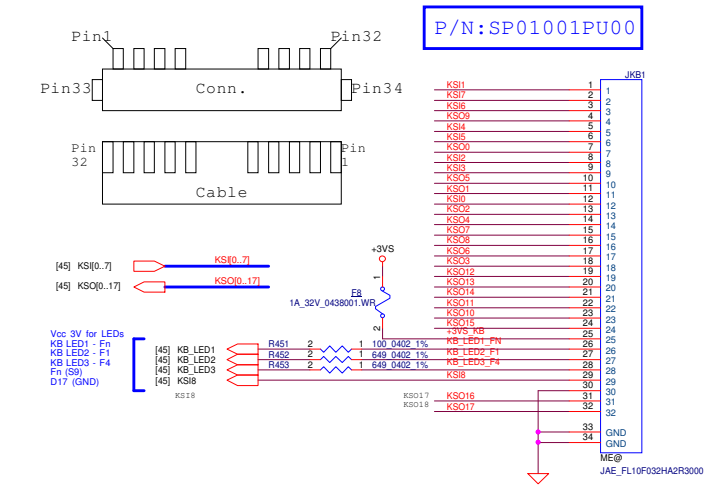 P/N:SP01001PU00
Pin1
Pin32
Pin33
Conn.
Pin34
Pin
32
Pin
1
Cable
JKB1
KSI1 1 1
KSI7 2 2
KSI6 3 3
KSO9 4 4
KSI4 5 5
KSI5 6 6
KSO0 7 7
KSI2 8 8
KSI3 9 9
KSO5 10 10
KSO1 11 11
KSI0 12 12
KSO2 13 13
KSO4 14 14
KSO7 15 15
KSO8 16 16
KSO6 17 17
KSO3 18 18
KSO12 19 19
KSO13 20 20
KSO14 21 21
KSO11 22 22
KSO10 23 23
KSO15 24 24
+3VS_KB 25 25
KB_LED1_FN 26 26
KB_LED2_F1 27 27
KB_LED3_F4 28 28
KSI8 29 29
30 30
KSO17 KSO16 31 31
KSO18 KSO17 32 32
33 GND
34 GND
ME@
JAE_FL10F032HA2R3000
+3VS
1
F8
1A_32V_0438001.WR
2
[45] KSI[0..7] KSI[0..7]
[45] KSO[0..17] KSO[0..17]
Vcc 3V for LEDs
KB LED1 - Fn
KB LED2 - F1
KB LED3 - F4
Fn (S9)
D17 (GND)
[45] KB_LED1 R451 2 1 100_0402_1%
[45] KB_LED2 R452 2 1 649_0402_1%
[45] KB_LED3 R453 2 1 649_0402_1%
[45] KSI8
KSI8